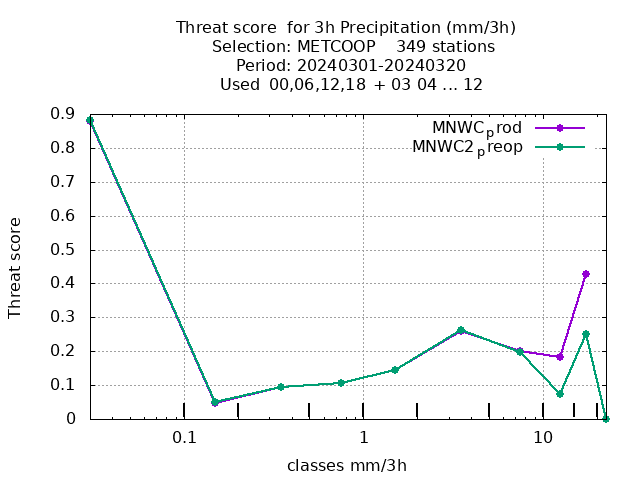 Threat score for 3h Precipitation (mm/3h)
Selection: METCOOP 349 stations
Period: 20240301-20240320
Used 00,06,12,18 + 03 04 ... 12
MNWCprod
MNWC2preop
0.9
0.8
0.7
0.6
0.5
0.4
0.3
0.2
0.1
0
Threat score
0.1 1 10
classes mm/3h